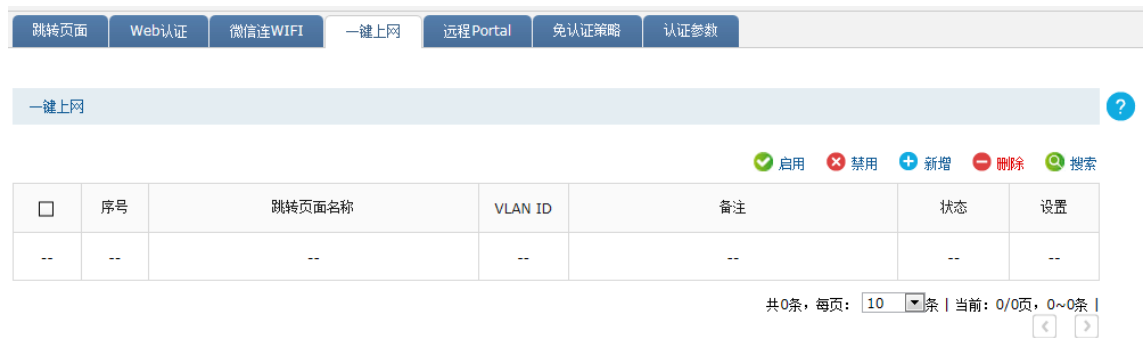 跳转页面 Web认证 微信连WIFI 一键上网 远程Portal 免认证策略 认证参数
一键上网
?
启用 禁用 新增 删除 搜索
序号 跳转页面名称 VLAN ID 备注 状态 设置
-- -- -- -- -- -- --
共0条，每页： 10 条 | 当前：0/0页，0~0条 |
< >